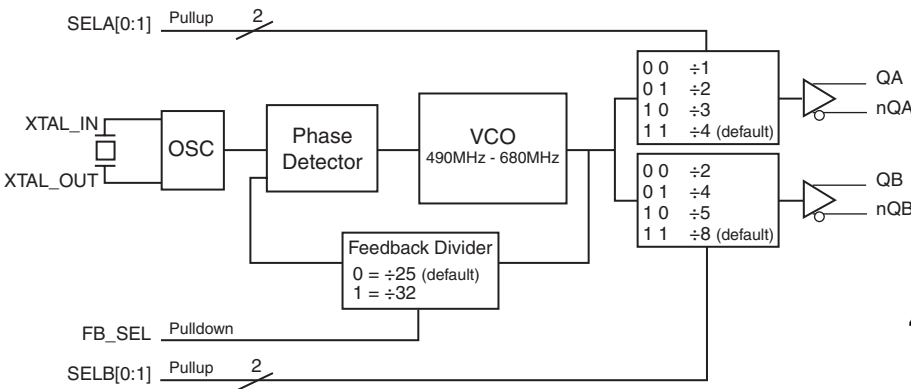 SELA[0:1] Pullup 2
0 0 ÷1
0 1 ÷2
1 0 ÷3
1 1 ÷4 (default)
QA
nQA
XTAL_IN
XTAL_OUT
OSC
Phase
Detector
VCO
490MHz - 680MHz
0 0 ÷2
0 1 ÷4
1 0 ÷5
1 1 ÷8 (default)
QB
nQB
Feedback Divider
0 = ÷25 (default)
1 = ÷32
FB_SEL Pulldown
SELB[0:1] Pullup 2